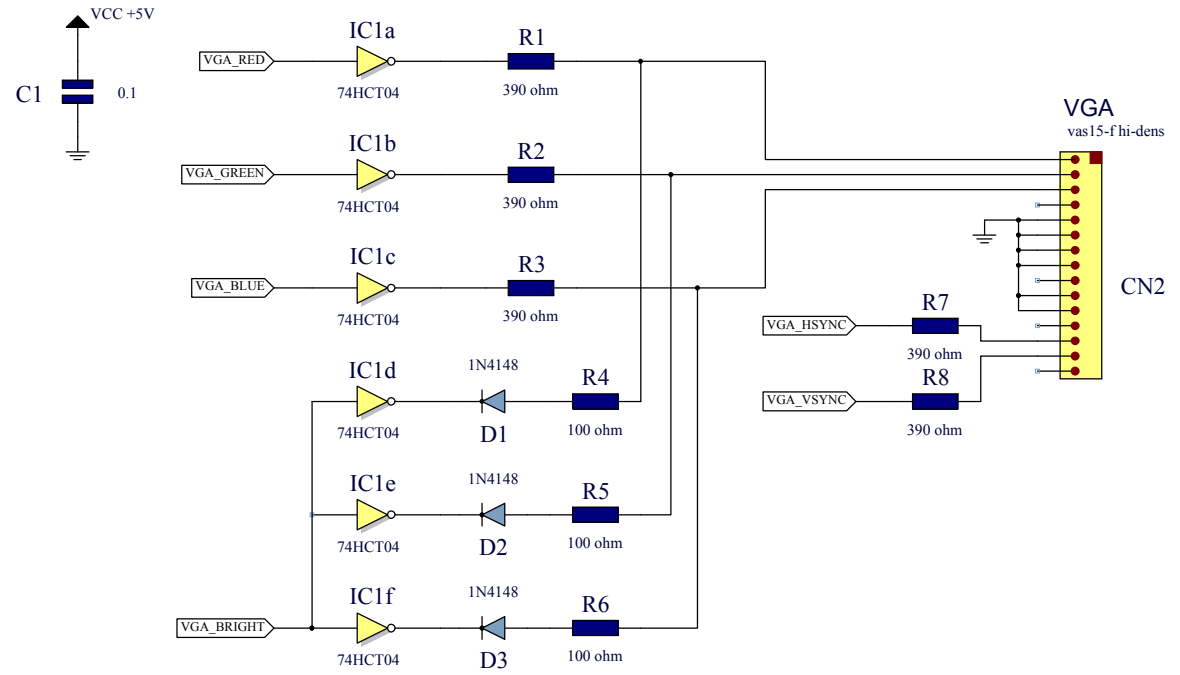 VCC +5V
C1
0.1
VGA_RED
IC1a
74HCT04
R1
390 ohm
VGA_GREEN
IC1b
74HCT04
R2
390 ohm
VGA_BLUE
IC1c
74HCT04
R3
390 ohm
IC1d
74HCT04
1N4148
D1
R4
100 ohm
IC1e
74HCT04
1N4148
D2
R5
100 ohm
VGA_BRIGHT
IC1f
74HCT04
1N4148
D3
R6
100 ohm
VGA
vas15-f hi-dens
CN2
VGA_HSYNC
R7
390 ohm
VGA_VSYNC
R8
390 ohm